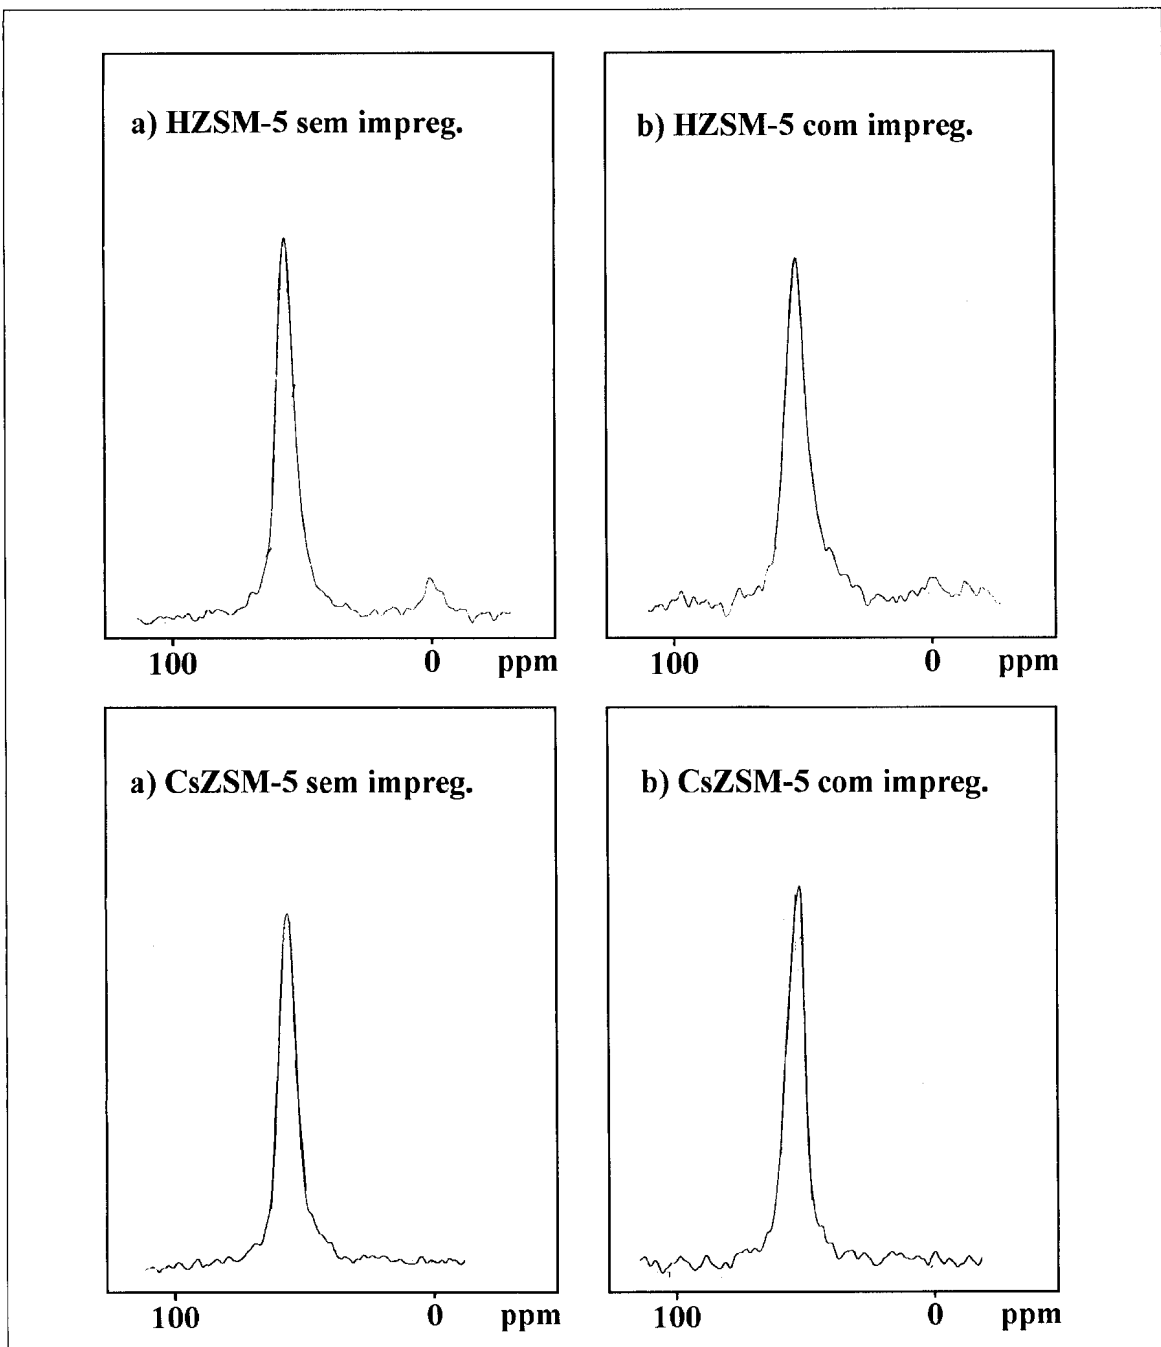 a) HZSM-5 sem impreg.
b) HZSM-5 com impreg.
100 0 ppm
100 0 ppm
a) CsZSM-5 sem impreg.
b) CsZSM-5 com impreg.
100 0 ppm
100 0 ppm